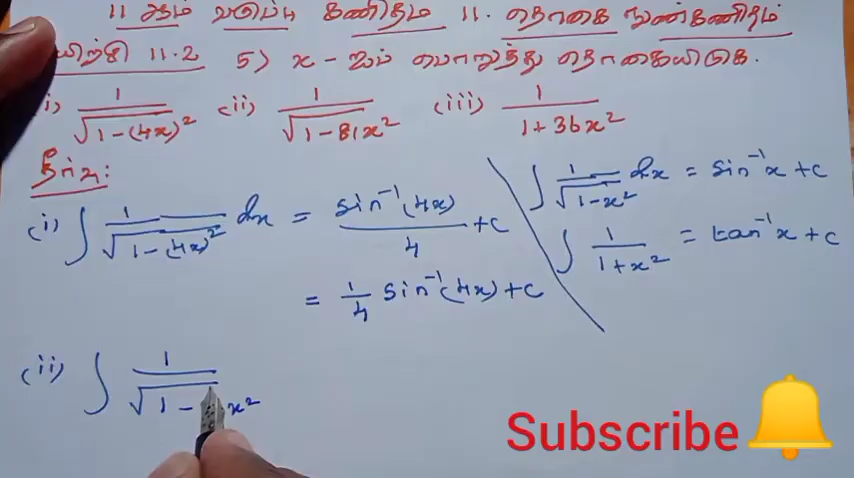 11 ஆம் வகுப்பு கணிதம் 11. தொகை நுண்கணிதம்
யிற்சி 11.2 5) x - ஐப் பொறுத்து தொகையிடுக.
i) 1/√1-(4x)² (ii) 1/√1-81x² (iii) 1/1+36x²
தீர்வு:
(i) ∫ 1/√1-(4x)² dx = sin⁻¹(4x)/4 + c
= 1/4 sin⁻¹(4x) + c
∫ 1/√1-x² dx = sin⁻¹x + c
∫ 1/1+x² = tan⁻¹x + c
(ii) ∫ 1/√1- x²
Subscribe